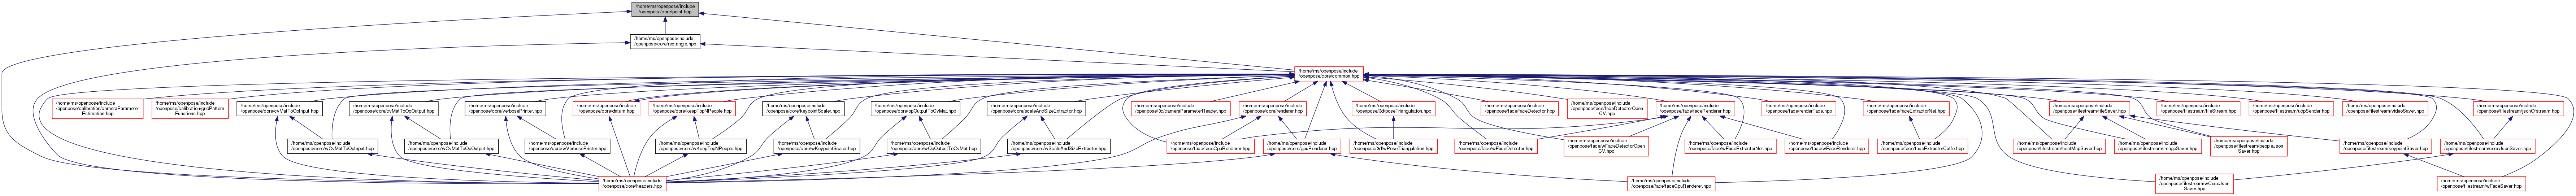 /home/ms/openpose/include
/openpose/core/point.hpp
/home/ms/openpose/include
/openpose/core/rectangle.hpp
/home/ms/openpose/include
/openpose/core/common.hpp
/home/ms/openpose/include
/openpose/calibration/cameraParameter
Estimation.hpp
/home/ms/openpose/include
/openpose/calibration/gridPattern
Functions.hpp
/home/ms/openpose/include
/openpose/core/cvMatToOpInput.hpp
/home/ms/openpose/include
/openpose/core/cvMatToOpOutput.hpp
/home/ms/openpose/include
/openpose/core/verbosePrinter.hpp
/home/ms/openpose/include
/openpose/core/datum.hpp
/home/ms/openpose/include
/openpose/core/keepTopNPeople.hpp
/home/ms/openpose/include
/openpose/core/keypointScaler.hpp
/home/ms/openpose/include
/openpose/core/opOutputToCvMat.hpp
/home/ms/openpose/include
/openpose/core/scaleAndSizeExtractor.hpp
/home/ms/openpose/include
/openpose/3d/cameraParameterReader.hpp
/home/ms/openpose/include
/openpose/core/renderer.hpp
/home/ms/openpose/include
/openpose/3d/poseTriangulation.hpp
/home/ms/openpose/include
/openpose/face/faceDetector.hpp
/home/ms/openpose/include
/openpose/face/faceDetectorOpen
CV.hpp
/home/ms/openpose/include
/openpose/face/faceRenderer.hpp
/home/ms/openpose/include
/openpose/face/renderFace.hpp
/home/ms/openpose/include
/openpose/face/faceExtractorNet.hpp
/home/ms/openpose/include
/openpose/filestream/fileSaver.hpp
/home/ms/openpose/include
/openpose/filestream/fileStream.hpp
/home/ms/openpose/include
/openpose/filestream/udpSender.hpp
/home/ms/openpose/include
/openpose/filestream/videoSaver.hpp
/home/ms/openpose/include
/openpose/filestream/jsonOfstream.hpp
/home/ms/openpose/include
/openpose/core/wCvMatToOpInput.hpp
/home/ms/openpose/include
/openpose/core/wCvMatToOpOutput.hpp
/home/ms/openpose/include
/openpose/core/wVerbosePrinter.hpp
/home/ms/openpose/include
/openpose/core/wKeepTopNPeople.hpp
/home/ms/openpose/include
/openpose/core/wKeypointScaler.hpp
/home/ms/openpose/include
/openpose/core/wOpOutputToCvMat.hpp
/home/ms/openpose/include
/openpose/core/wScaleAndSizeExtractor.hpp
/home/ms/openpose/include
/openpose/face/faceCpuRenderer.hpp
/home/ms/openpose/include
/openpose/core/gpuRenderer.hpp
/home/ms/openpose/include
/openpose/3d/wPoseTriangulation.hpp
/home/ms/openpose/include
/openpose/face/wFaceDetector.hpp
/home/ms/openpose/include
/openpose/face/wFaceDetectorOpen
CV.hpp
/home/ms/openpose/include
/openpose/face/wFaceExtractorNet.hpp
/home/ms/openpose/include
/openpose/face/wFaceRenderer.hpp
/home/ms/openpose/include
/openpose/face/faceExtractorCaffe.hpp
/home/ms/openpose/include
/openpose/filestream/heatMapSaver.hpp
/home/ms/openpose/include
/openpose/filestream/imageSaver.hpp
/home/ms/openpose/include
/openpose/filestream/peopleJson
Saver.hpp
/home/ms/openpose/include
/openpose/filestream/keypointSaver.hpp
/home/ms/openpose/include
/openpose/filestream/cocoJsonSaver.hpp
/home/ms/openpose/include
/openpose/core/headers.hpp
/home/ms/openpose/include
/openpose/face/faceGpuRenderer.hpp
/home/ms/openpose/include
/openpose/filestream/wCocoJson
Saver.hpp
/home/ms/openpose/include
/openpose/filestream/wFaceSaver.hpp